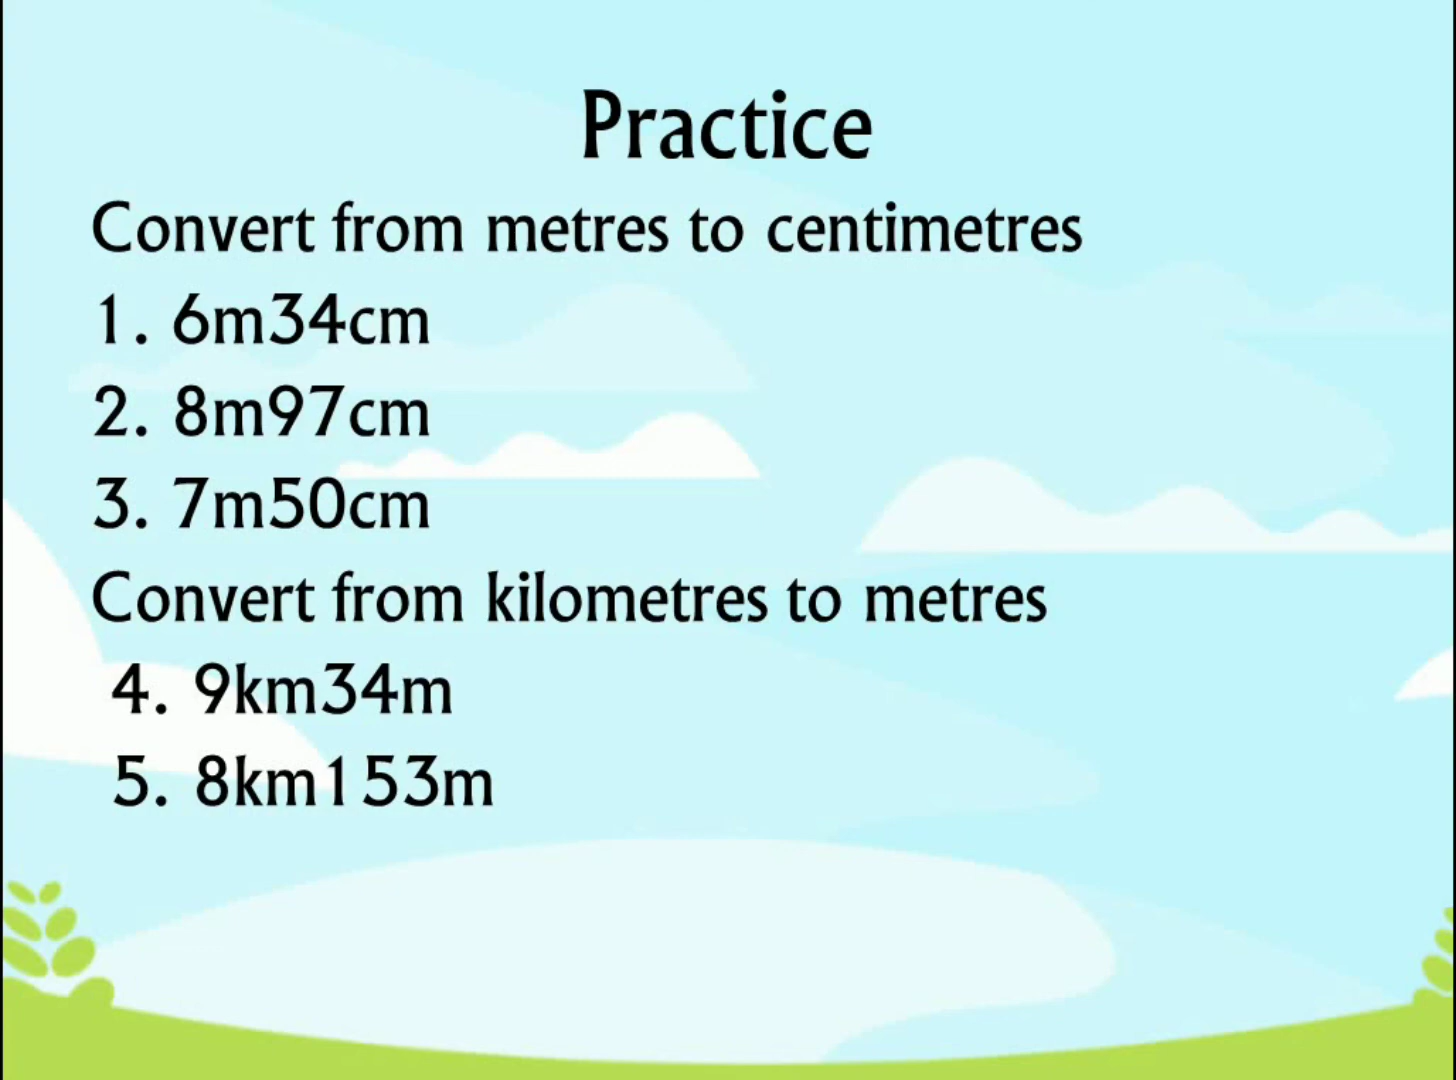 Practice
Convert from metres to centimetres
1. 6m34cm
2. 8m97cm
3. 7m50cm
Convert from kilometres to metres
4. 9km34m
5. 8km153m